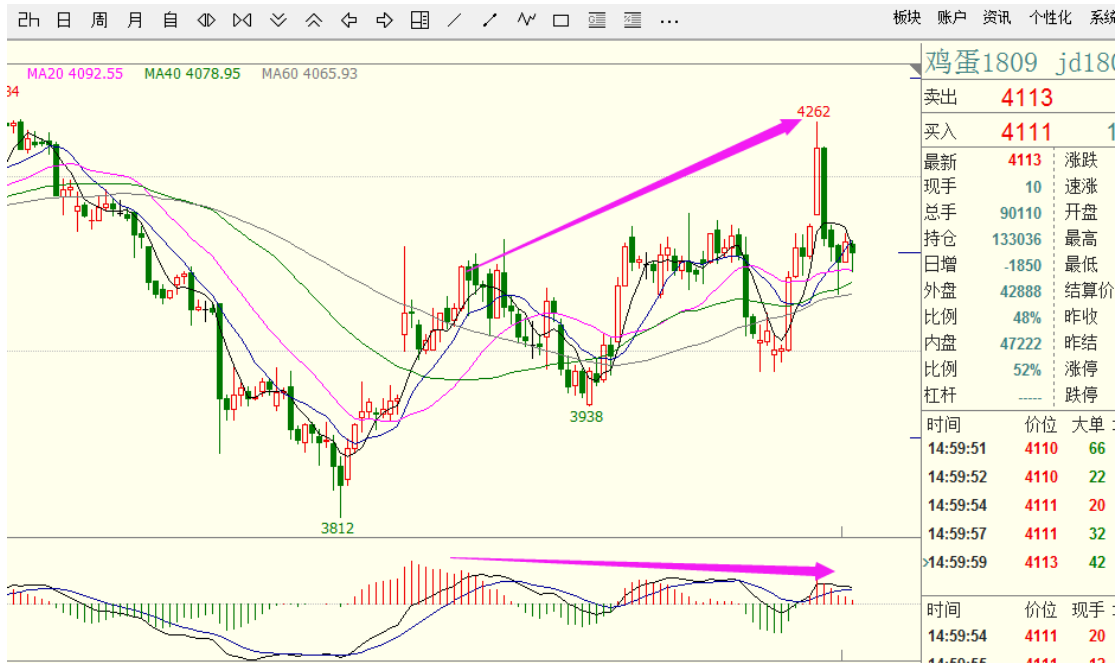 2h 日 周 月 自
板块 账户 资讯 个性化 系统
MA20 4092.55 MA40 4078.95 MA60 4065.93
鸡蛋1809 jd180
4262
3938
3812
卖出 4113
买入 4111 1
最新 4113 涨跌
现手 10 速涨
总手 90110 开盘
持仓 133036 最高
日增 -1850 最低
外盘 42888 结算价
比例 48% 昨收
内盘 47222 昨结
比例 52% 涨停
杠杆 ----- 跌停
时间 价位 大单
14:59:51 4110 66
14:59:52 4110 22
14:59:54 4111 20
14:59:57 4111 32
>14:59:59 4113 42
时间 价位 现手
14:59:54 4111 20
14:59:55 4111 12